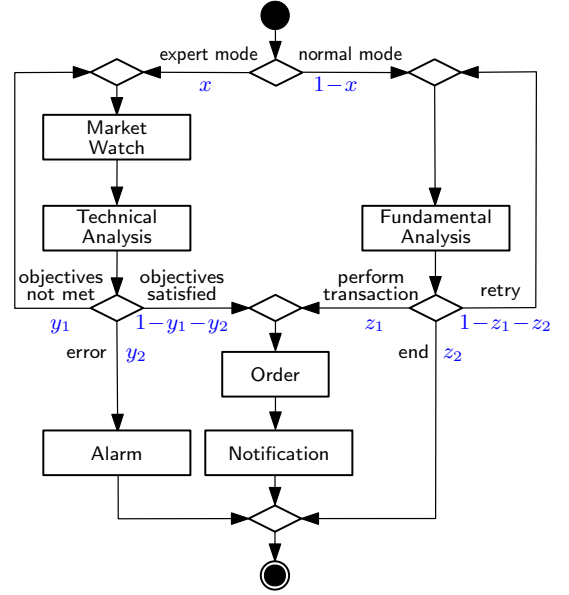 expert mode
normal mode
x
1−x
Market
Watch
Technical
Analysis
Fundamental
Analysis
objectives
not met
objectives
satisfied
perform
transaction
retry
y₁
1−y₁−y₂
z₁
1−z₁−z₂
error
y₂
end
z₂
Order
Alarm
Notification